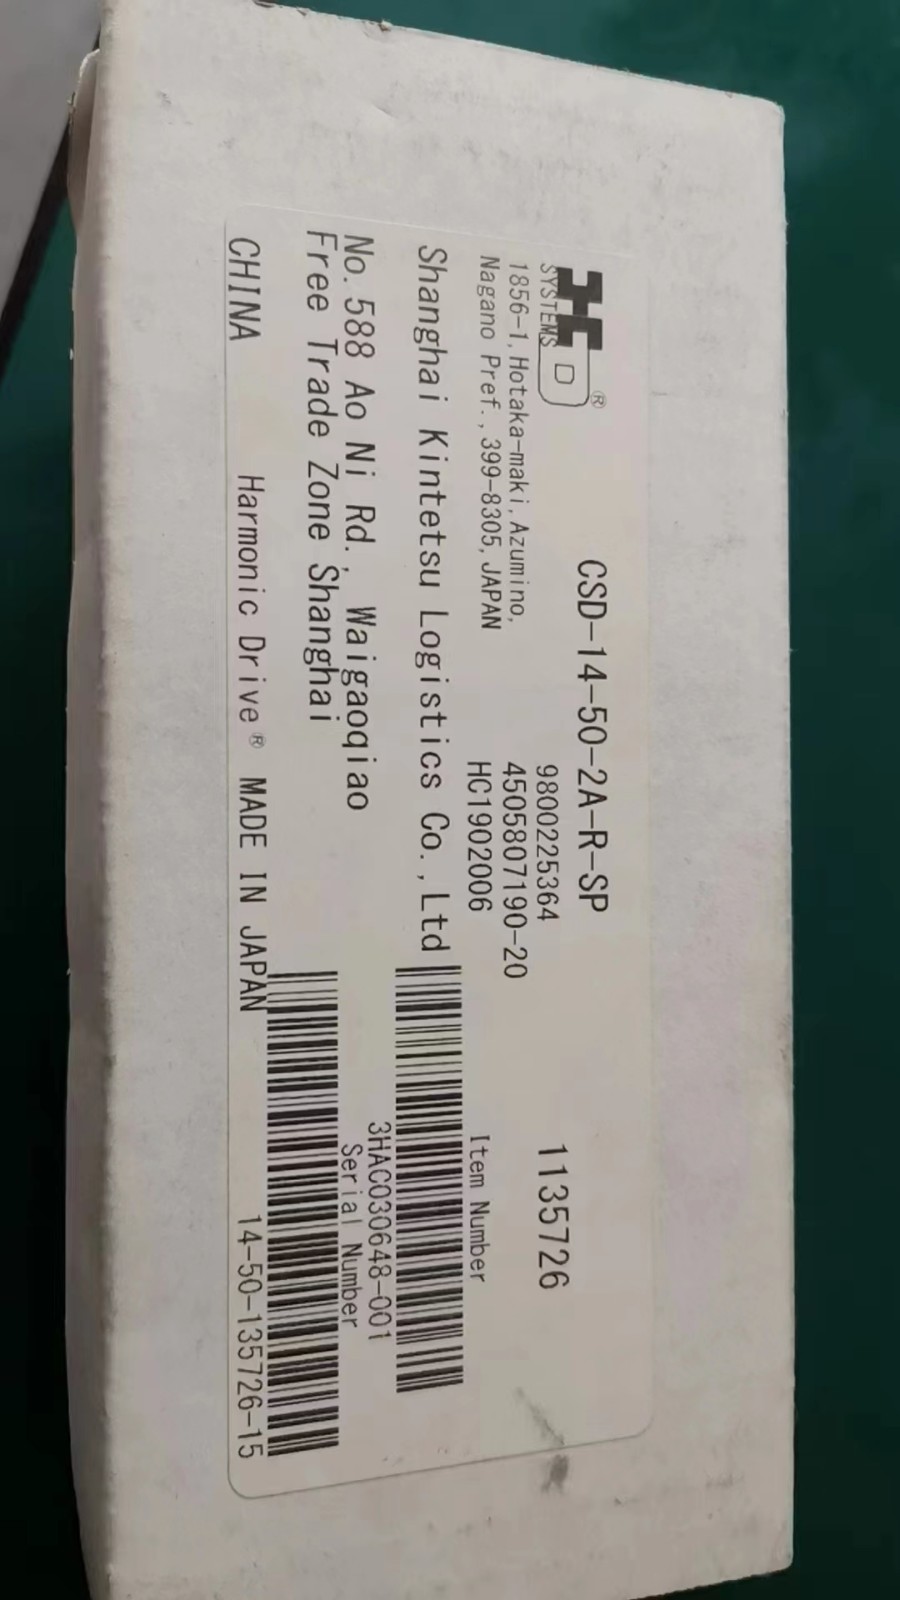 SYSTEMS D ®
CSD-14-50-2A-R-SP
1135726
1856-1, Hotaka-maki, Azumino,
Nagano Pref., 399-8305, JAPAN
9800225364
4505807190-20
HC1902006
Item Number
Shanghai Kintetsu Logistics Co., Ltd
3HAC030648-001
No. 588 Ao Ni Rd., Waigaoqiao
Serial Number
Free Trade Zone Shanghai
CHINA
Harmonic Drive® MADE IN JAPAN
14-50-135726-15